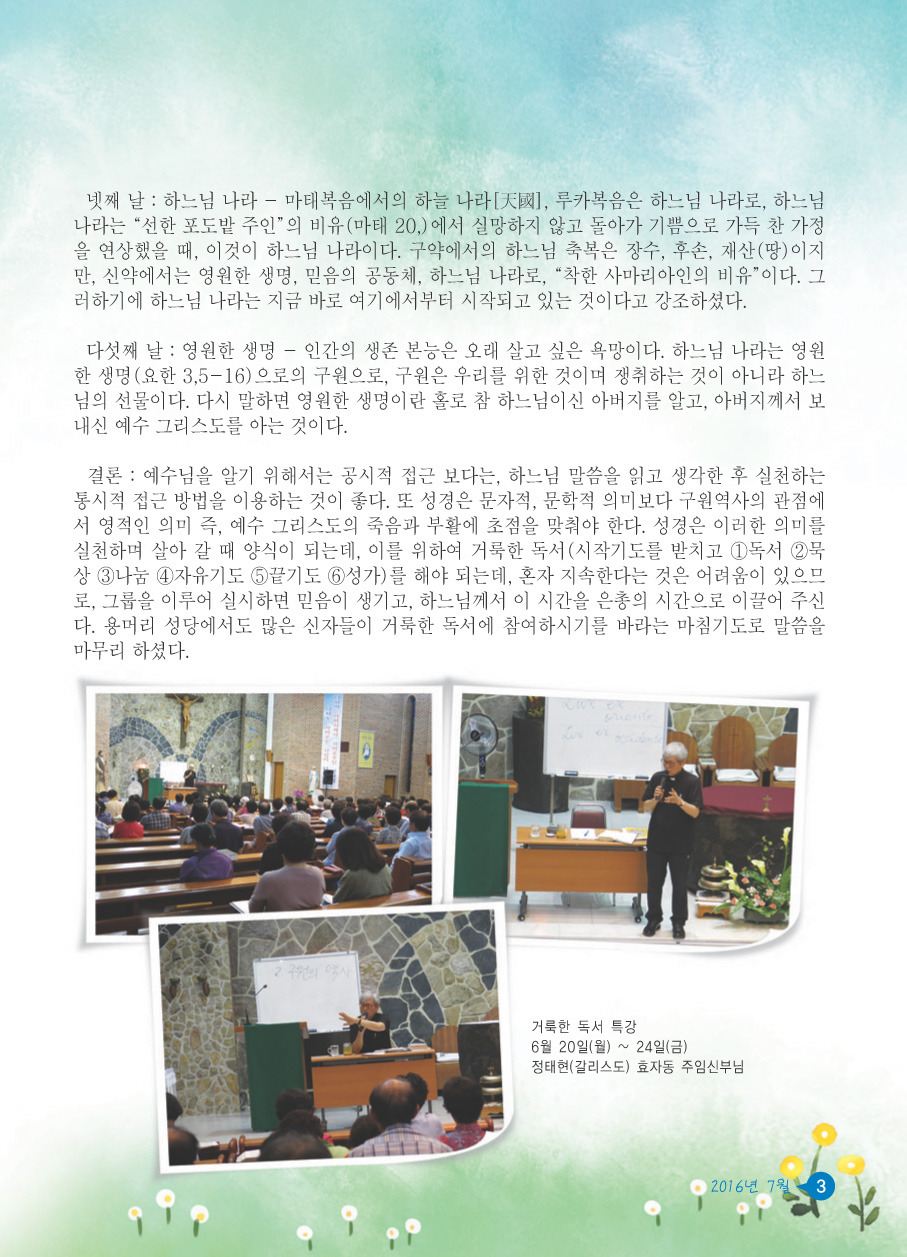 넷째 날 : 하느님 나라 - 마태복음에서의 하늘 나라[天國], 루카복음은 하느님 나라로, 하느님
나라는 “선한 포도밭 주인”의 비유(마태 20,)에서 실망하지 않고 돌아가 기쁨으로 가득 찬 가정
을 연상했을 때, 이것이 하느님 나라이다. 구약에서의 하느님 축복은 장수, 후손, 재산(땅)이지
만, 신약에서는 영원한 생명, 믿음의 공동체, 하느님 나라로, “착한 사마리아인의 비유”이다. 그
러하기에 하느님 나라는 지금 바로 여기에서부터 시작되고 있는 것이다고 강조하셨다.
다섯째 날 : 영원한 생명 - 인간의 생존 본능은 오래 살고 싶은 욕망이다. 하느님 나라는 영원
한 생명(요한 3,5-16)으로의 구원으로, 구원은 우리를 위한 것이며 쟁취하는 것이 아니라 하느
님의 선물이다. 다시 말하면 영원한 생명이란 홀로 참 하느님이신 아버지를 알고, 아버지께서 보
내신 예수 그리스도를 아는 것이다.
결론 : 예수님을 알기 위해서는 공시적 접근 보다는, 하느님 말씀을 읽고 생각한 후 실천하는
통시적 접근 방법을 이용하는 것이 좋다. 또 성경은 문자적, 문학적 의미보다 구원역사의 관점에
서 영적인 의미 즉, 예수 그리스도의 죽음과 부활에 초점을 맞춰야 한다. 성경은 이러한 의미를
실천하며 살아 갈 때 양식이 되는데, 이를 위하여 거룩한 독서(시작기도를 받치고 ①독서 ②묵
상 ③나눔 ④자유기도 ⑤끝기도 ⑥성가)를 해야 되는데, 혼자 지속한다는 것은 어려움이 있으므
로, 그룹을 이루어 실시하면 믿음이 생기고, 하느님께서 이 시간을 은총의 시간으로 이끌어 주신
다. 용머리 성당에서도 많은 신자들이 거룩한 독서에 참여하시기를 바라는 마침기도로 말씀을
마무리 하셨다.
Lux ex
oriente
Lux ex occidente
2 구원의 역사
거룩한 독서 특강
6월 20일(월) ~ 24일(금)
정태현(갈리스도) 효자동 주임신부님
2016년 7월 3